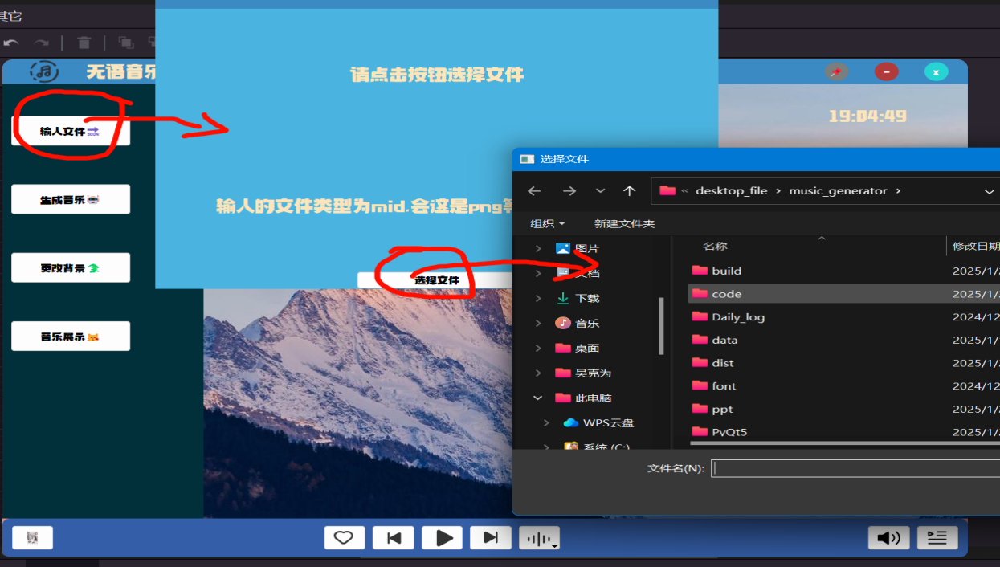 其它
无语音乐
请点击按钮选择文件
19:04:49
输入文件
SOON
选择文件
desktop_file › music_generator ›
生成音乐
输入的文件类型为mid.会这是png等
组织 新建文件夹
名称 修改日期
图片
文档
下载
音乐
桌面
吴克为
此电脑
WPS云盘
系统 (C:)
build 2025/1/
code 2025/1/
Daily_log 2024/12
data 2025/1/
dist 2025/1/
font 2024/12
ppt 2025/1/
PyQt5 2025/1/
更改背景
选择文件
音乐展示
文件名(N):